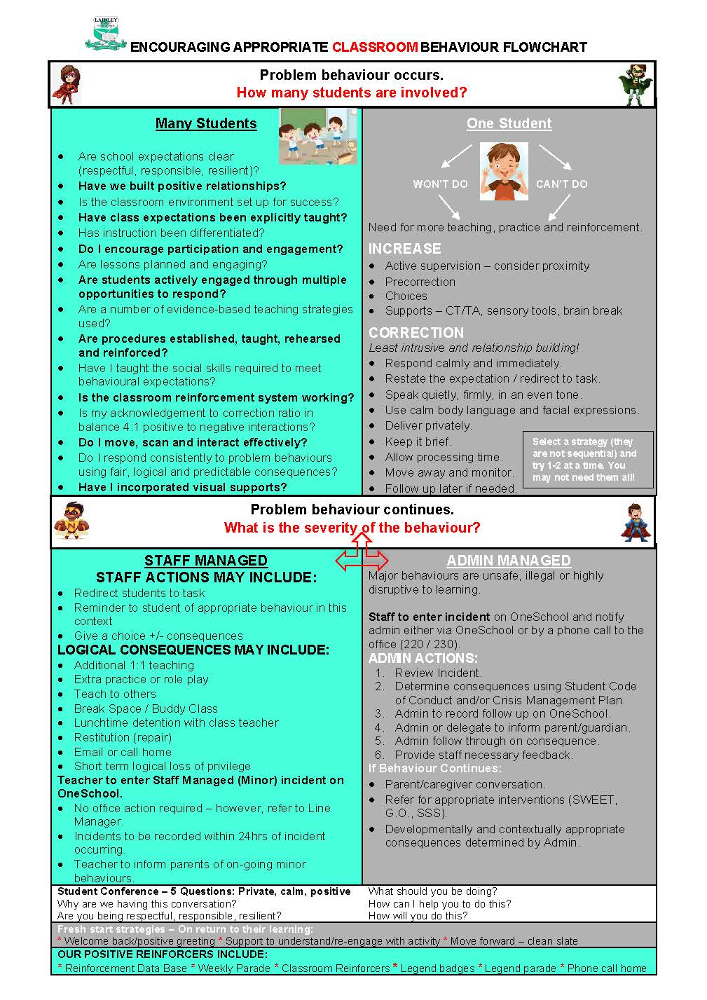 LAIDLEY
ENCOURAGING APPROPRIATE CLASSROOM BEHAVIOUR FLOWCHART
Problem behaviour occurs.
How many students are involved?
Many Students
● Are school expectations clear
(respectful, responsible, resilient)?
● Have we built positive relationships?
● Is the classroom environment set up for success?
● Have class expectations been explicitly taught?
● Has instruction been differentiated?
● Do I encourage participation and engagement?
● Are lessons planned and engaging?
● Are students actively engaged through multiple
opportunities to respond?
● Are a number of evidence-based teaching strategies
used?
● Are procedures established, taught, rehearsed
and reinforced?
● Have I taught the social skills required to meet
behavioural expectations?
● Is the classroom reinforcement system working?
● Is my acknowledgement to correction ratio in
balance 4:1 positive to negative interactions?
● Do I move, scan and interact effectively?
● Do I respond consistently to problem behaviours
using fair, logical and predictable consequences?
● Have I incorporated visual supports?
One Student
WON'T DO
CAN'T DO
Need for more teaching, practice and reinforcement.
INCREASE
● Active supervision – consider proximity
● Precorrection
● Choices
● Supports – CT/TA, sensory tools, brain break
CORRECTION
Least intrusive and relationship building!
● Respond calmly and immediately.
● Restate the expectation / redirect to task.
● Speak quietly, firmly, in an even tone.
● Use calm body language and facial expressions.
● Deliver privately.
● Keep it brief.
● Allow processing time.
● Move away and monitor.
● Follow up later if needed.
Select a strategy (they
are not sequential) and
try 1-2 at a time. You
may not need them all!
Problem behaviour continues.
What is the severity of the behaviour?
N
STAFF MANAGED
STAFF ACTIONS MAY INCLUDE:
● Redirect students to task
● Reminder to student of appropriate behaviour in this
context
● Give a choice +/- consequences
LOGICAL CONSEQUENCES MAY INCLUDE:
● Additional 1:1 teaching
● Extra practice or role play
● Teach to others
● Break Space / Buddy Class
● Lunchtime detention with class teacher
● Restitution (repair)
● Email or call home
● Short term logical loss of privilege
Teacher to enter Staff Managed (Minor) incident on
OneSchool.
● No office action required – however, refer to Line
Manager.
● Incidents to be recorded within 24hrs of incident
occurring.
● Teacher to inform parents of on-going minor
behaviours.
ADMIN MANAGED
Major behaviours are unsafe, illegal or highly
disruptive to learning.
Staff to enter incident on OneSchool and notify
admin either via OneSchool or by a phone call to the
office (220 / 230).
ADMIN ACTIONS:
1. Review Incident.
2. Determine consequences using Student Code
of Conduct and/or Crisis Management Plan.
3. Admin to record follow up on OneSchool.
4. Admin or delegate to inform parent/guardian.
5. Admin follow through on consequence.
6. Provide staff necessary feedback.
If Behaviour Continues:
● Parent/caregiver conversation.
● Refer for appropriate interventions (SWEET,
G.O., SSS).
● Developmentally and contextually appropriate
consequences determined by Admin.
Student Conference – 5 Questions: Private, calm, positive
Why are we having this conversation?
Are you being respectful, responsible, resilient?
What should you be doing?
How can I help you to do this?
How will you do this?
Fresh start strategies – On return to their learning:
* Welcome back/positive greeting * Support to understand/re-engage with activity * Move forward – clean slate
OUR POSITIVE REINFORCERS INCLUDE:
* Reinforcement Data Base * Weekly Parade * Classroom Reinforcers * Legend badges * Legend parade * Phone call home